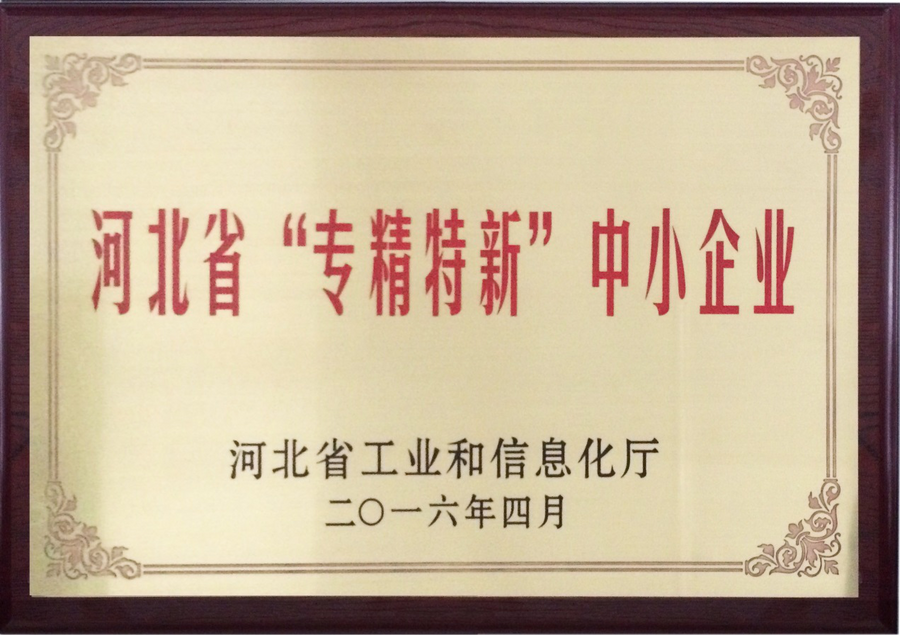 河北省“专精特新”中小企业
河北省工业和信息化厅
二〇一六年四月